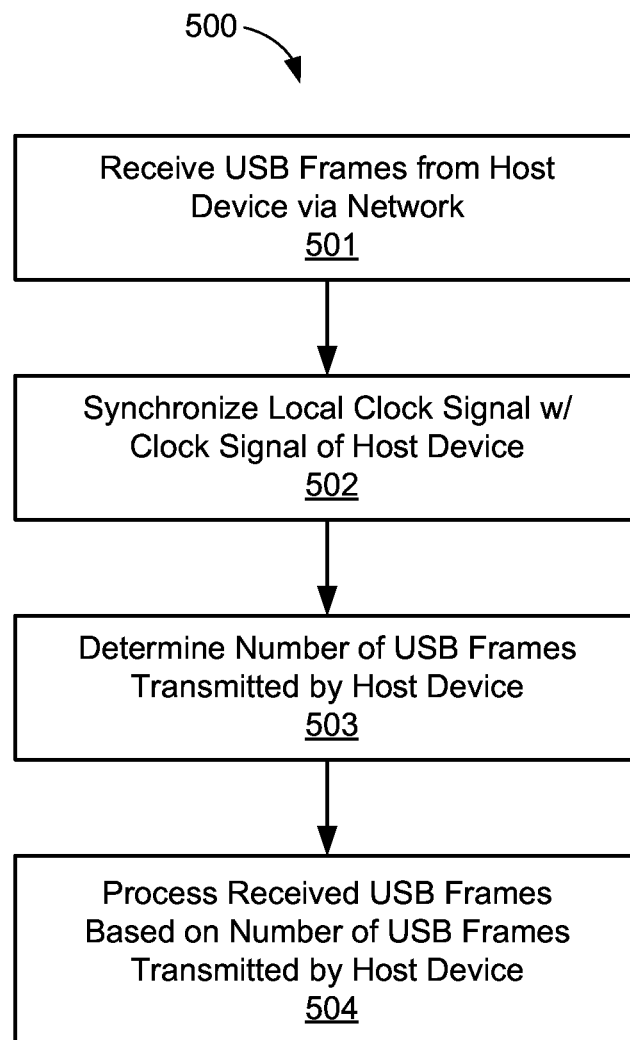 500
Receive USB Frames from Host
Device via Network
501
Synchronize Local Clock Signal w/
Clock Signal of Host Device
502
Determine Number of USB Frames
Transmitted by Host Device
503
Process Received USB Frames
Based on Number of USB Frames
Transmitted by Host Device
504